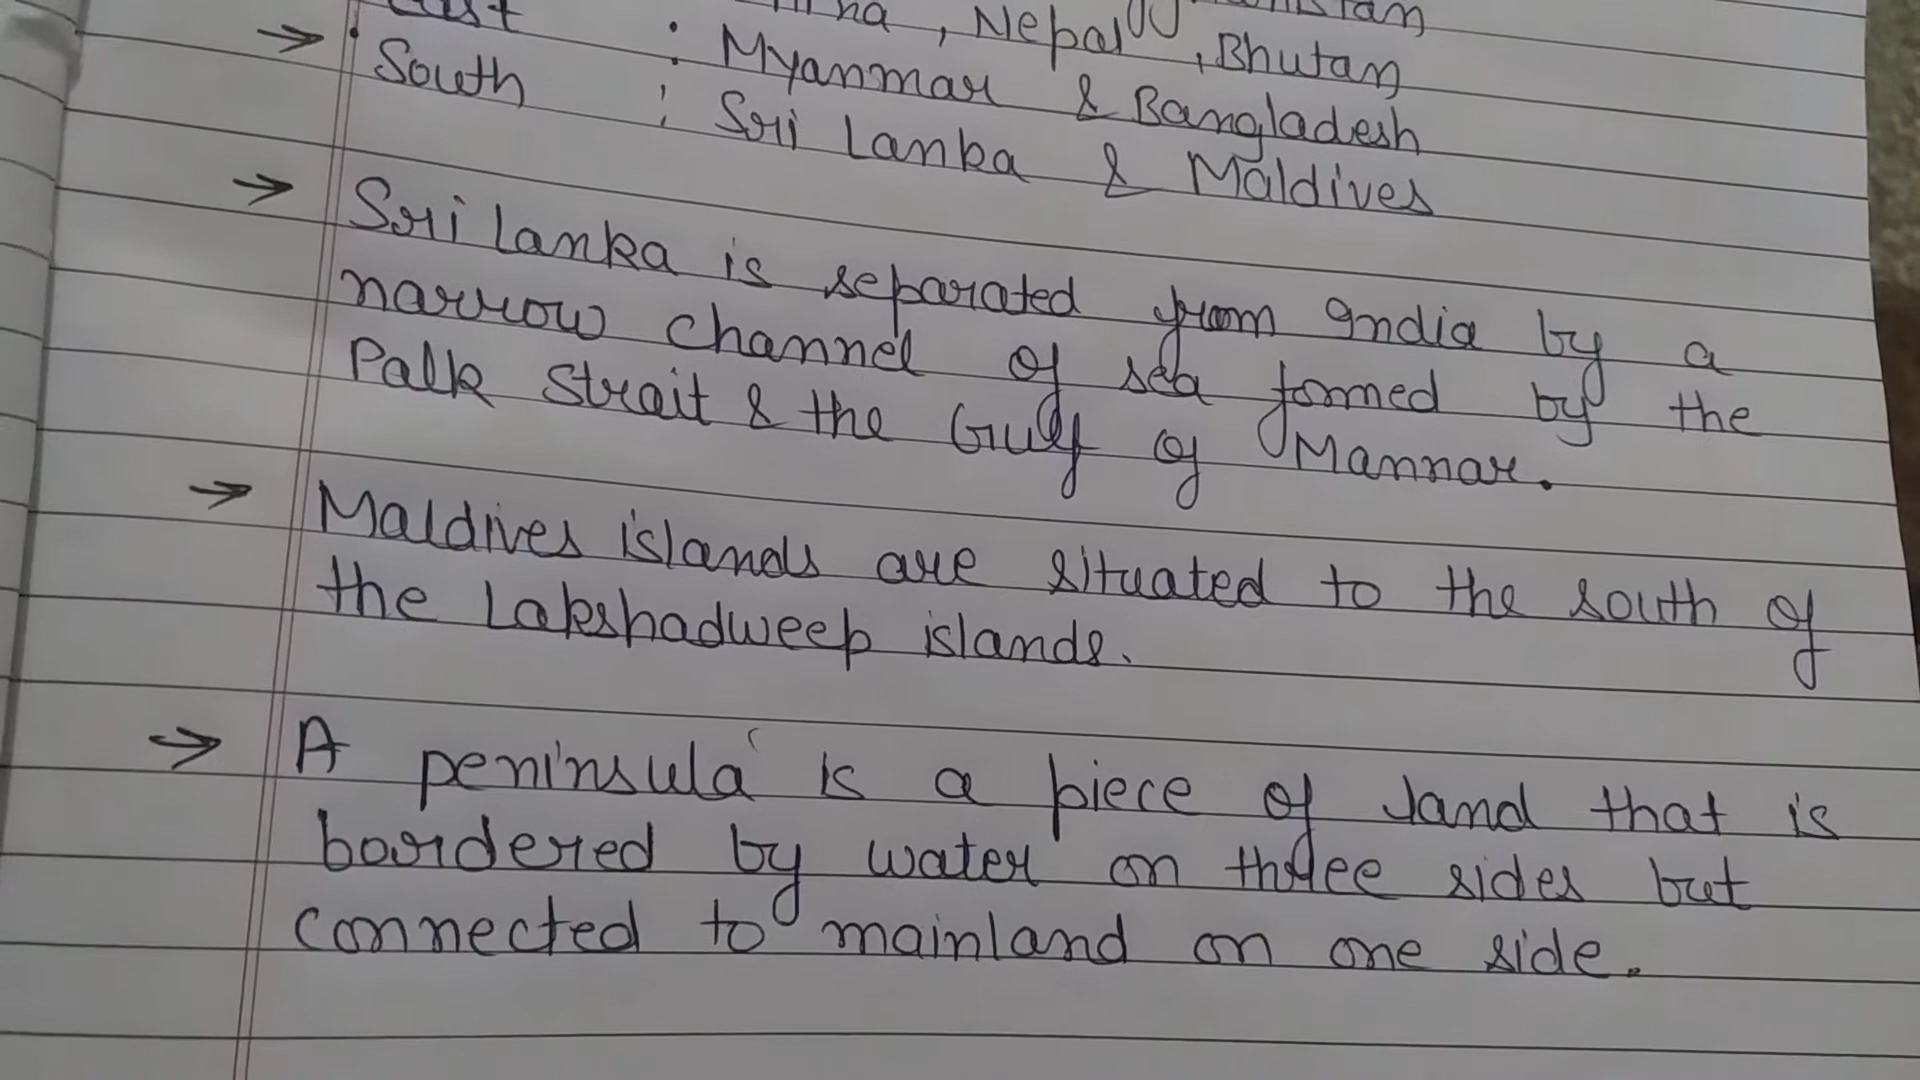 , Nepal , Bhutan
East : Myanmar & Bangladesh
→ South : Sri Lanka & Maldives
→ Sri Lanka is separated from India by a
narrow channel of sea formed by the
Palk Strait & the Gulf of Mannar.
→ Maldives islands are situated to the south of
the Lakshadweep islands.
→ A peninsula is a piece of land that is
bordered by water on three sides but
connected to mainland on one side.